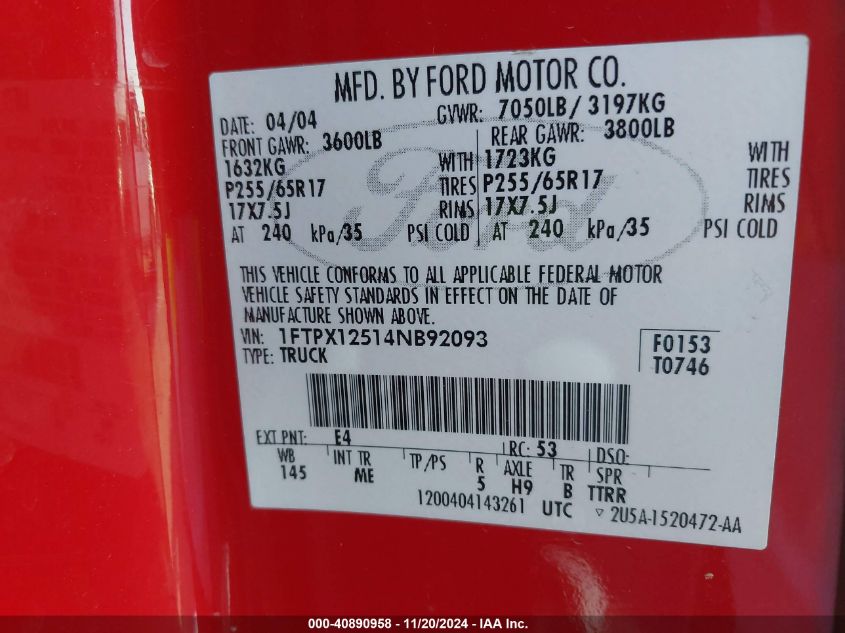 MFD. BY FORD MOTOR CO.
DATE: 04/04 GVWR: 7050LB/ 3197KG
FRONT GAWR: 3600LB REAR GAWR: 3800LB
1632KG WITH 1723KG WITH
P255/65R17 TIRES P255/65R17 TIRES
17X7.5J RIMS 17X7.5J RIMS
AT 240 kPa/35 PSI COLD AT 240 kPa/35 PSI COLD
Ford
THIS VEHICLE CONFORMS TO ALL APPLICABLE FEDERAL MOTOR
VEHICLE SAFETY STANDARDS IN EFFECT ON THE DATE OF
MANUFACTURE SHOWN ABOVE.
VIN: 1FTPX12514NB92093 F0153
TYPE: TRUCK T0746
EXT PNT: E4 RC: 53 DSO:
WB INT TR TP/PS R AXLE TR SPR
145 ME 5 H9 B TTRR
1200404143261 UTC ▽ 2U5A-1520472-AA
000-40890958 - 11/20/2024 - IAA Inc.